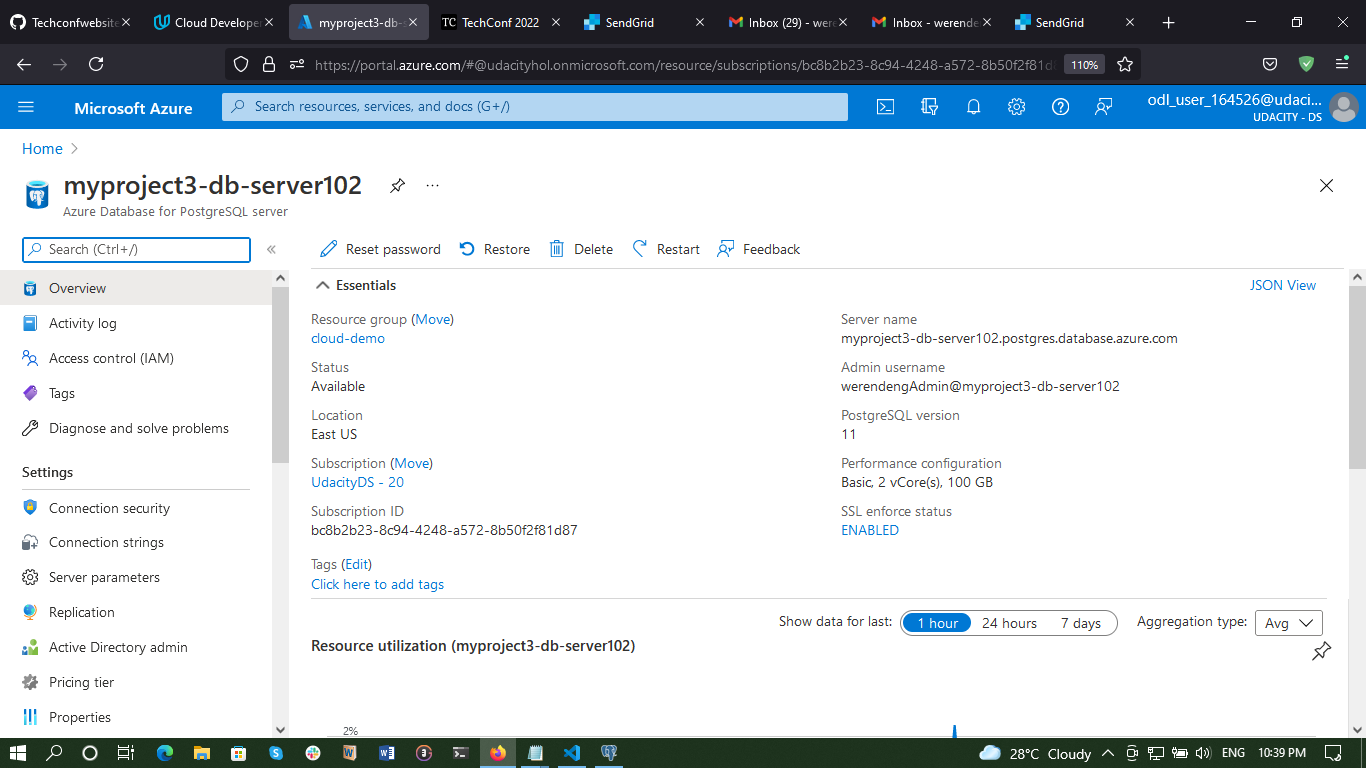 Techconfwebsite
Cloud Developer
myproject3-db-s
TC TechConf 2022
SendGrid
Inbox (29) - were
Inbox - werende
SendGrid
https://portal.azure.com/#@udacityhol.onmicrosoft.com/resource/subscriptions/bc8b2b23-8c94-4248-a572-8b50f2f81d
110%
Microsoft Azure
Search resources, services, and docs (G+/)
odl_user_164526@udaci...
UDACITY - DS
Home
myproject3-db-server102
Azure Database for PostgreSQL server
Search (Ctrl+/)
Reset password Restore Delete Restart Feedback
Overview
Activity log
Access control (IAM)
Tags
Diagnose and solve problems
Settings
Connection security
Connection strings
Server parameters
Replication
Active Directory admin
Pricing tier
Properties
Essentials
JSON View
Resource group (Move)
cloud-demo
Status
Available
Location
East US
Subscription (Move)
UdacityDS - 20
Subscription ID
bc8b2b23-8c94-4248-a572-8b50f2f81d87
Tags (Edit)
Click here to add tags
Server name
myproject3-db-server102.postgres.database.azure.com
Admin username
werendengAdmin@myproject3-db-server102
PostgreSQL version
11
Performance configuration
Basic, 2 vCore(s), 100 GB
SSL enforce status
ENABLED
Show data for last: 1 hour 24 hours 7 days Aggregation type: Avg
Resource utilization (myproject3-db-server102)
2%
28°C Cloudy ENG 10:39 PM